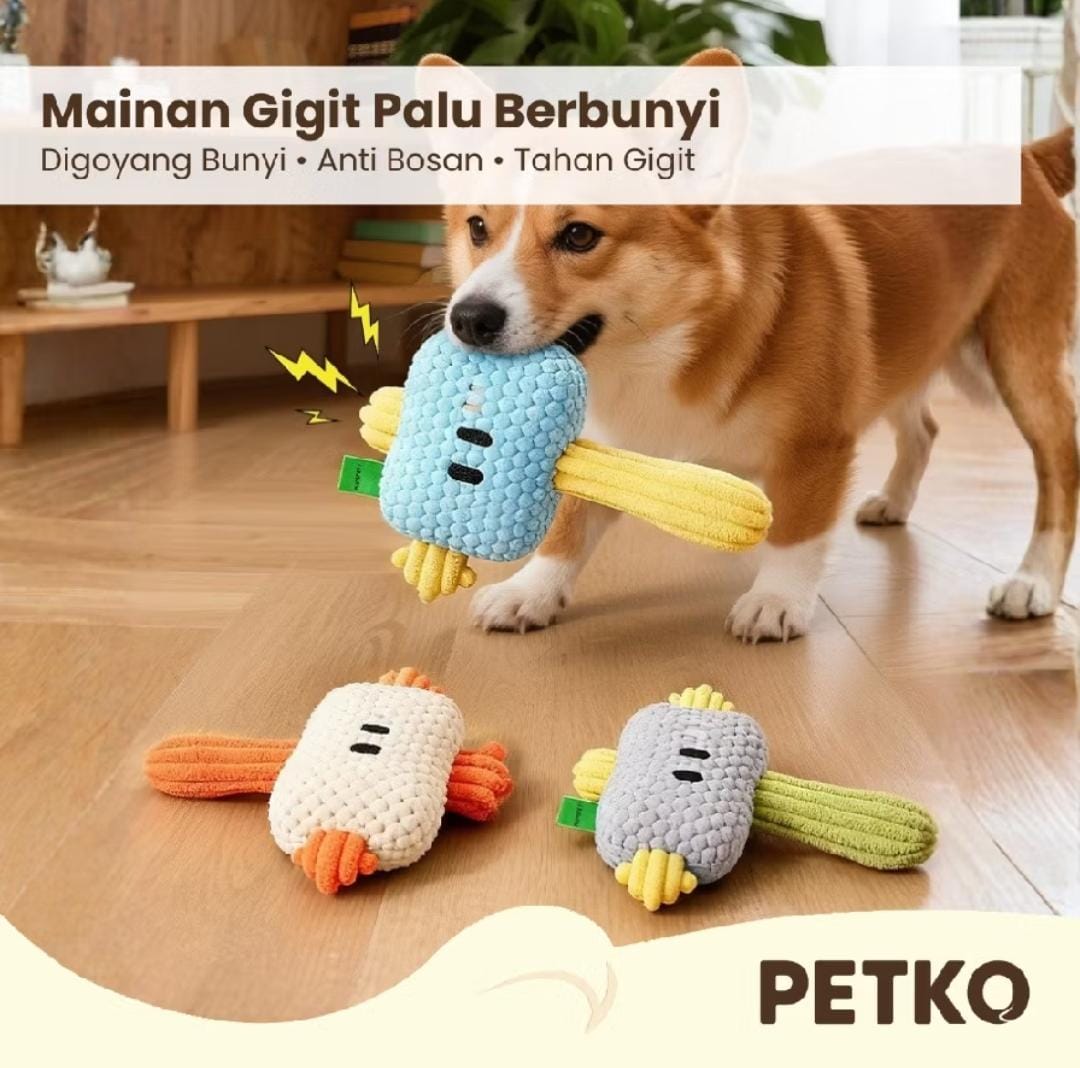 Mainan Gigit Palu Berbunyi
Digoyang Bunyi • Anti Bosan • Tahan Gigit
PETKO